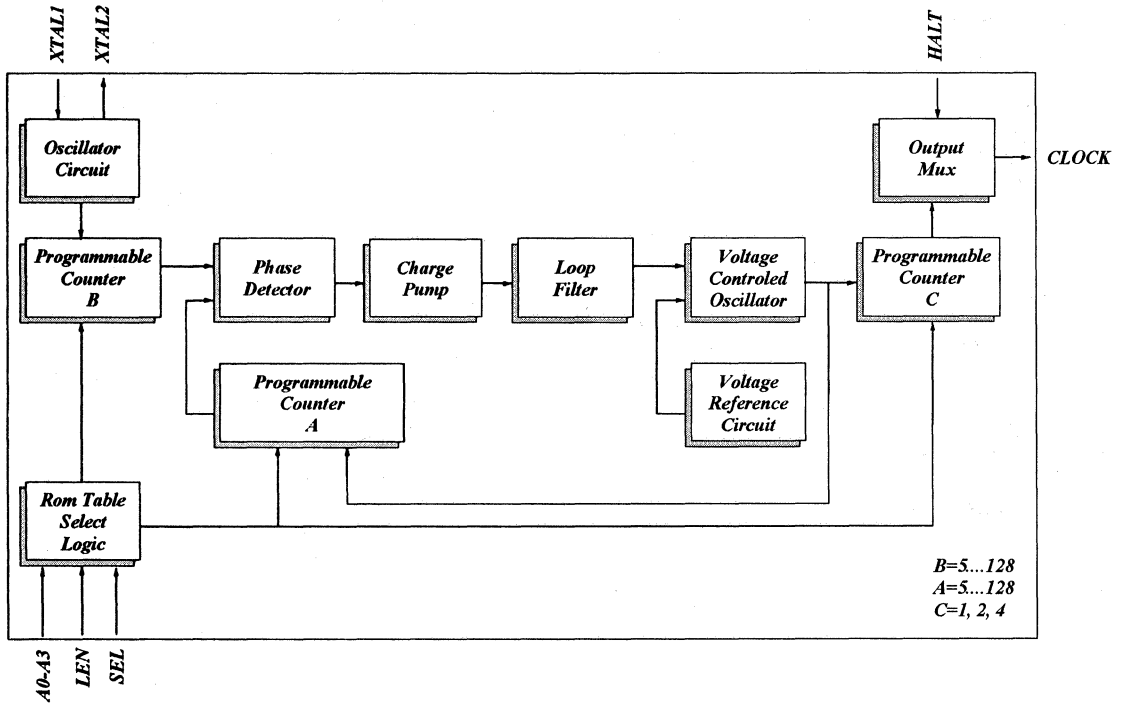 XTAL1
XTAL2
HALT
Oscillator
Circuit
Output
Mux
CLOCK
Programmable
Counter
B
Phase
Detector
Charge
Pump
Loop
Filter
Voltage
Controled
Oscillator
Programmable
Counter
C
Programmable
Counter
A
Voltage
Reference
Circuit
Rom Table
Select
Logic
B=5....128
A=5....128
C=1, 2, 4
A0-A3
LEN
SEL